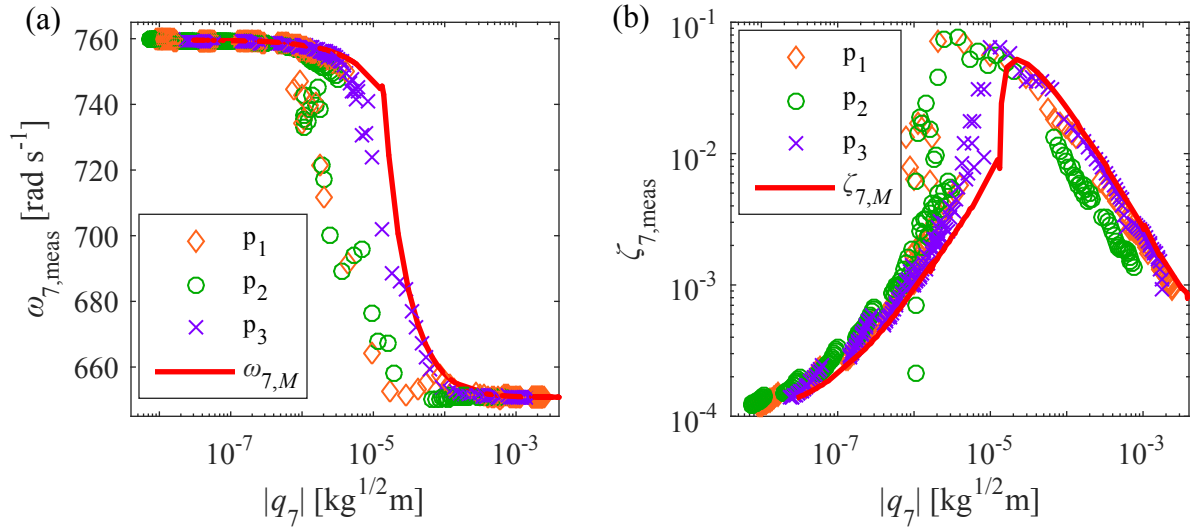 (a)
760
740
720
700
680
660
ω7,meas [rad s-1]
p1
p2
p3
ω7,M
10-7
10-5
10-3
|q7| [kg1/2m]
(b)
10-1
10-2
10-3
10-4
ζ7,meas
p1
p2
p3
ζ7,M
10-7
10-5
10-3
|q7| [kg1/2m]